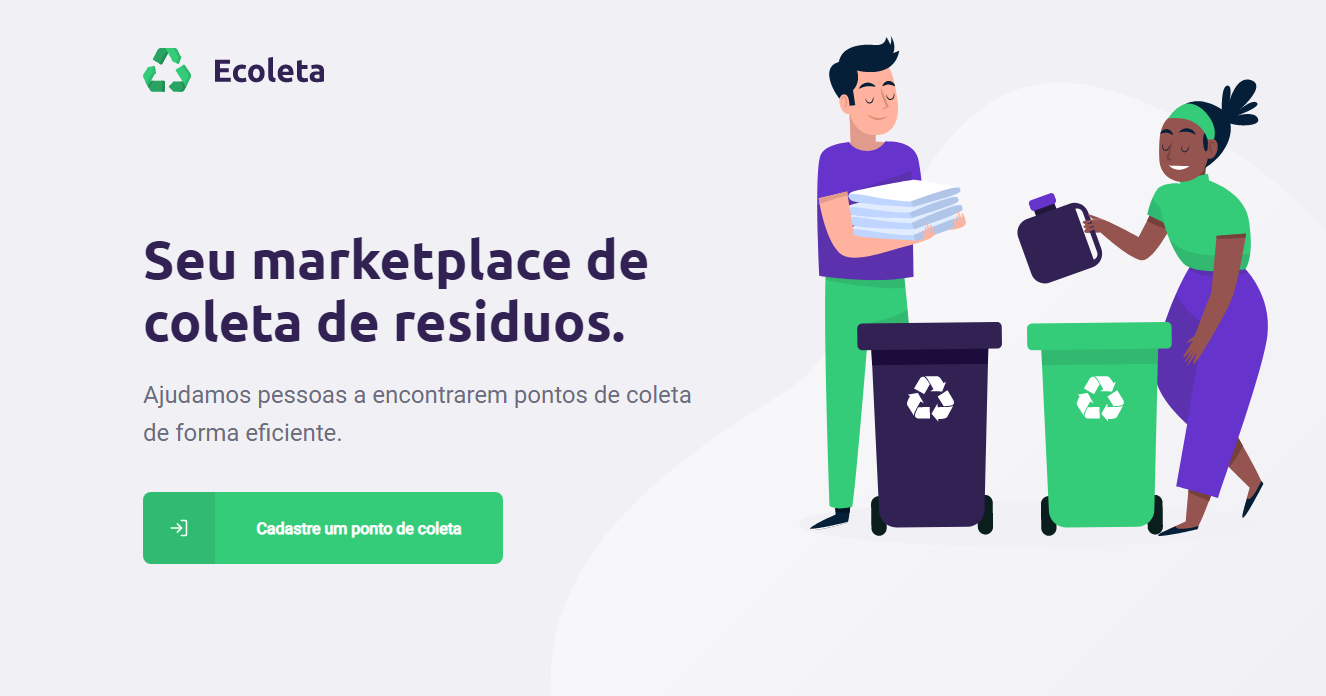 Ecoleta
Seu marketplace de
coleta de resíduos.
Ajudamos pessoas a encontrarem pontos de coleta
de forma eficiente.
Cadastre um ponto de coleta